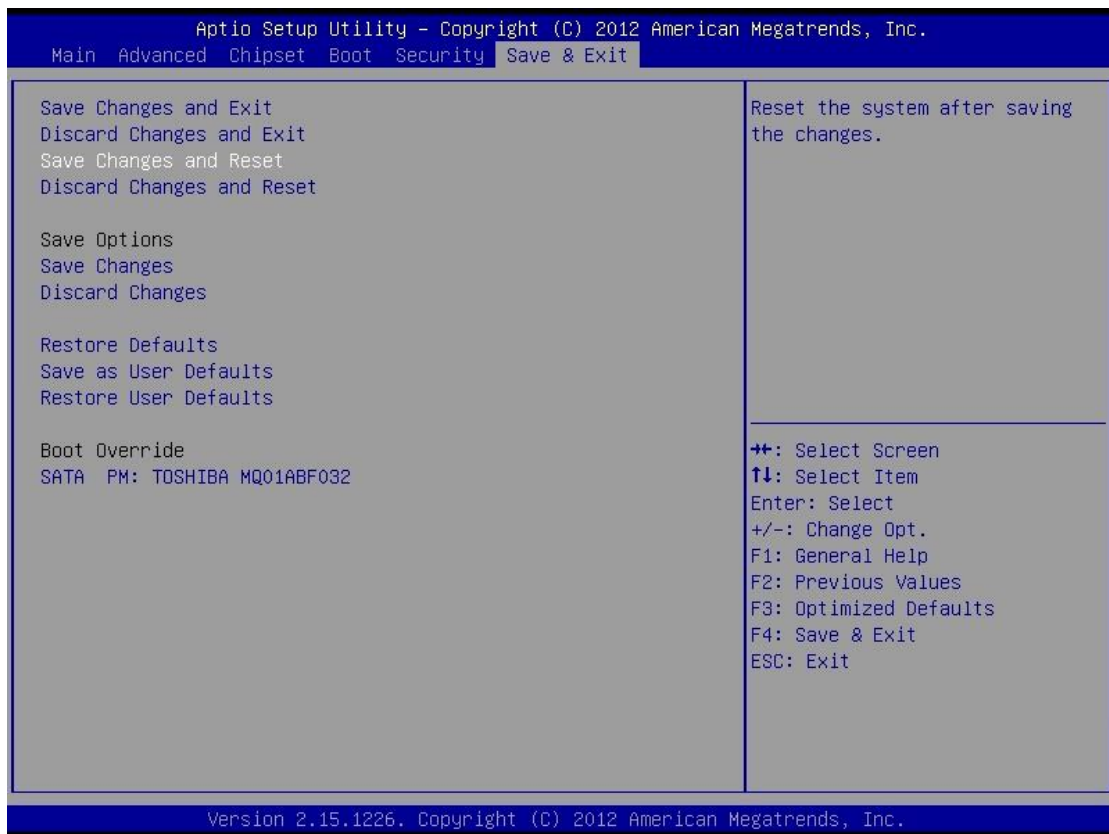 Aptio Setup Utility – Copyright (C) 2012 American Megatrends, Inc.
Main Advanced Chipset Boot Security Save & Exit
Save Changes and Exit
Discard Changes and Exit
Save Changes and Reset
Discard Changes and Reset
Save Options
Save Changes
Discard Changes
Restore Defaults
Save as User Defaults
Restore User Defaults
Boot Override
SATA PM: TOSHIBA MQ01ABF032
Reset the system after saving
the changes.
→←: Select Screen
↑↓: Select Item
Enter: Select
+/-: Change Opt.
F1: General Help
F2: Previous Values
F3: Optimized Defaults
F4: Save & Exit
ESC: Exit
Version 2.15.1226. Copyright (C) 2012 American Megatrends, Inc.